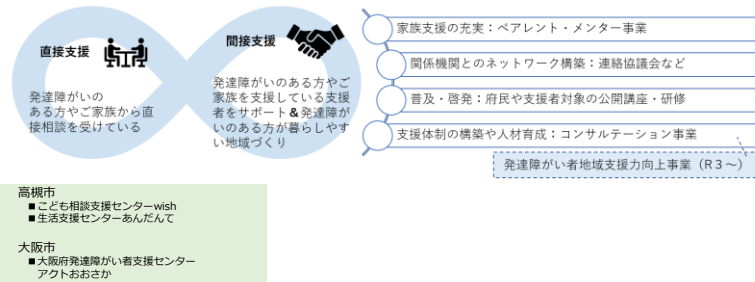 直接支援
発達障がいの
ある方やご家族から直
接相談を受けている
間接支援
発達障がいのある方やご
家族を支援している支援
者をサポート&発達障が
いのある方が暮らしやす
い地域づくり
家族支援の充実：ペアレント・メンター事業
関係機関とのネットワーク構築：連絡協議会など
普及・啓発：府民や支援者対象の公開講座・研修
支援体制の構築や人材育成：コンサルテーション事業
発達障がい者地域支援力向上事業（R３～）
高槻市
■こども相談支援センターwish
■生活支援センターあんだんて
大阪市
■大阪府発達障がい者支援センター
アクトおおさか